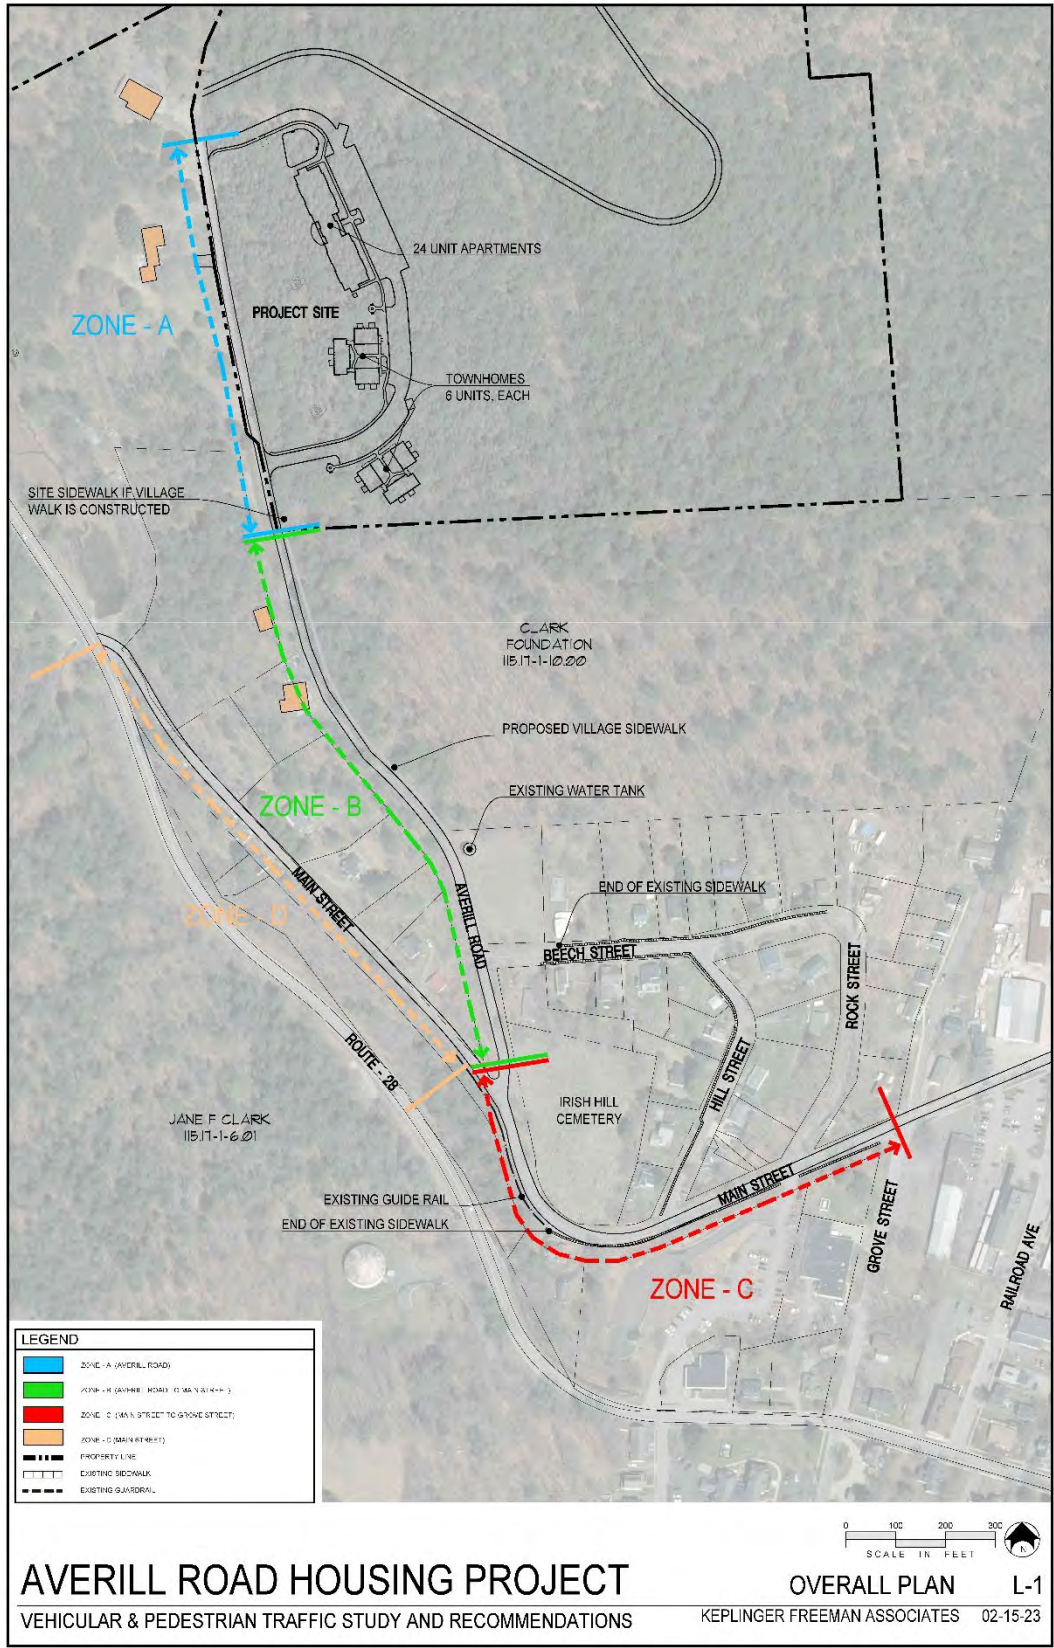 24 UNIT APARTMENTS
PROJECT SITE
ZONE - A
TOWNHOMES
6 UNITS, EACH
SITE SIDEWALK IF VILLAGE
WALK IS CONSTRUCTED
CLARK
FOUNDATION
115.17-1-10.00
PROPOSED VILLAGE SIDEWALK
EXISTING WATER TANK
ZONE - B
MAIN STREET
END OF EXISTING SIDEWALK
ZONE - D
AVERILL ROAD
BEECH STREET
ROCK STREET
ROUTE - 28
HILL STREET
IRISH HILL
CEMETERY
JANE F CLARK
115.17-1-6.01
MAIN STREET
EXISTING GUIDE RAIL
END OF EXISTING SIDEWALK
GROVE STREET
RAILROAD AVE
ZONE - C
LEGEND
ZONE - A (AVERILL ROAD)
ZONE - B (AVERILL ROAD TO MAIN STREET)
ZONE - C (MAIN STREET TO GROVE STREET)
ZONE - D (MAIN STREET)
PROPERTY LINE
EXISTING SIDEWALK
EXISTING GUARDRAIL
0 100 200 300
SCALE IN FEET
N
AVERILL ROAD HOUSING PROJECT
OVERALL PLAN L-1
VEHICULAR & PEDESTRIAN TRAFFIC STUDY AND RECOMMENDATIONS
KEPLINGER FREEMAN ASSOCIATES 02-15-23